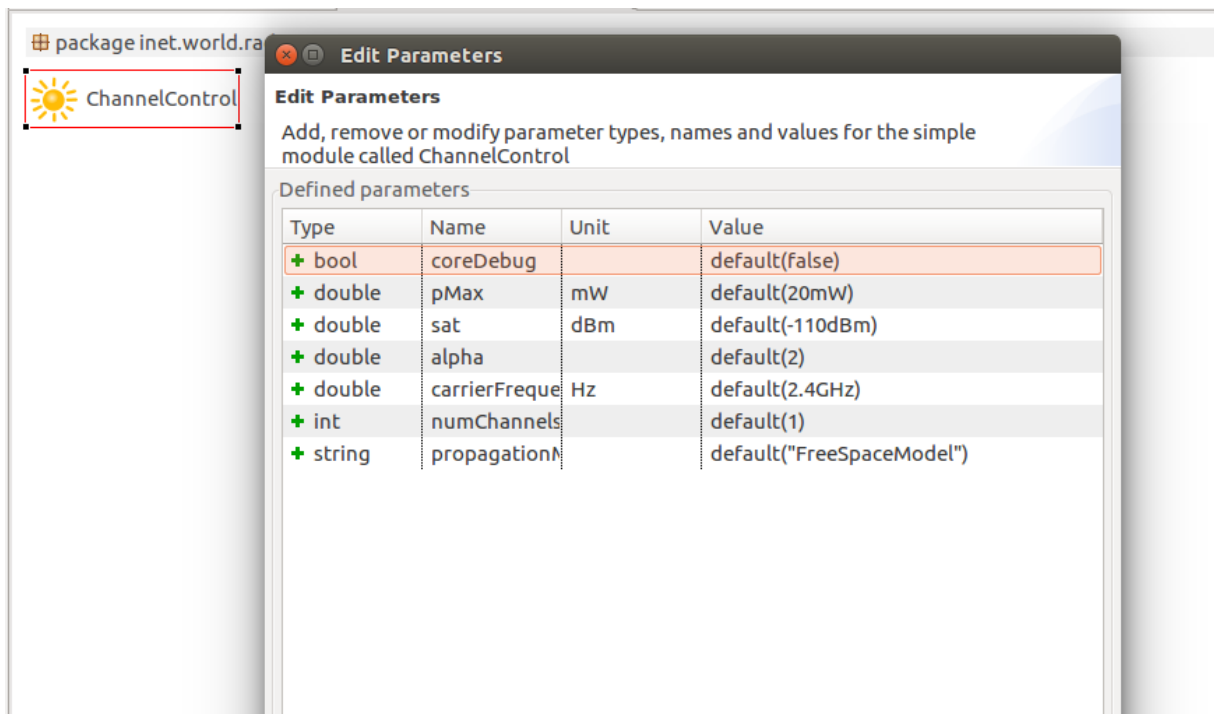 package inet.world.ra
Edit Parameters
ChannelControl
Edit Parameters
Add, remove or modify parameter types, names and values for the simple
module called ChannelControl
Defined parameters
Type Name Unit Value
bool coreDebug default(false)
double pMax mW default(20mW)
double sat dBm default(-110dBm)
double alpha default(2)
double carrierFreque Hz default(2.4GHz)
int numChannels default(1)
string propagationM default("FreeSpaceModel")